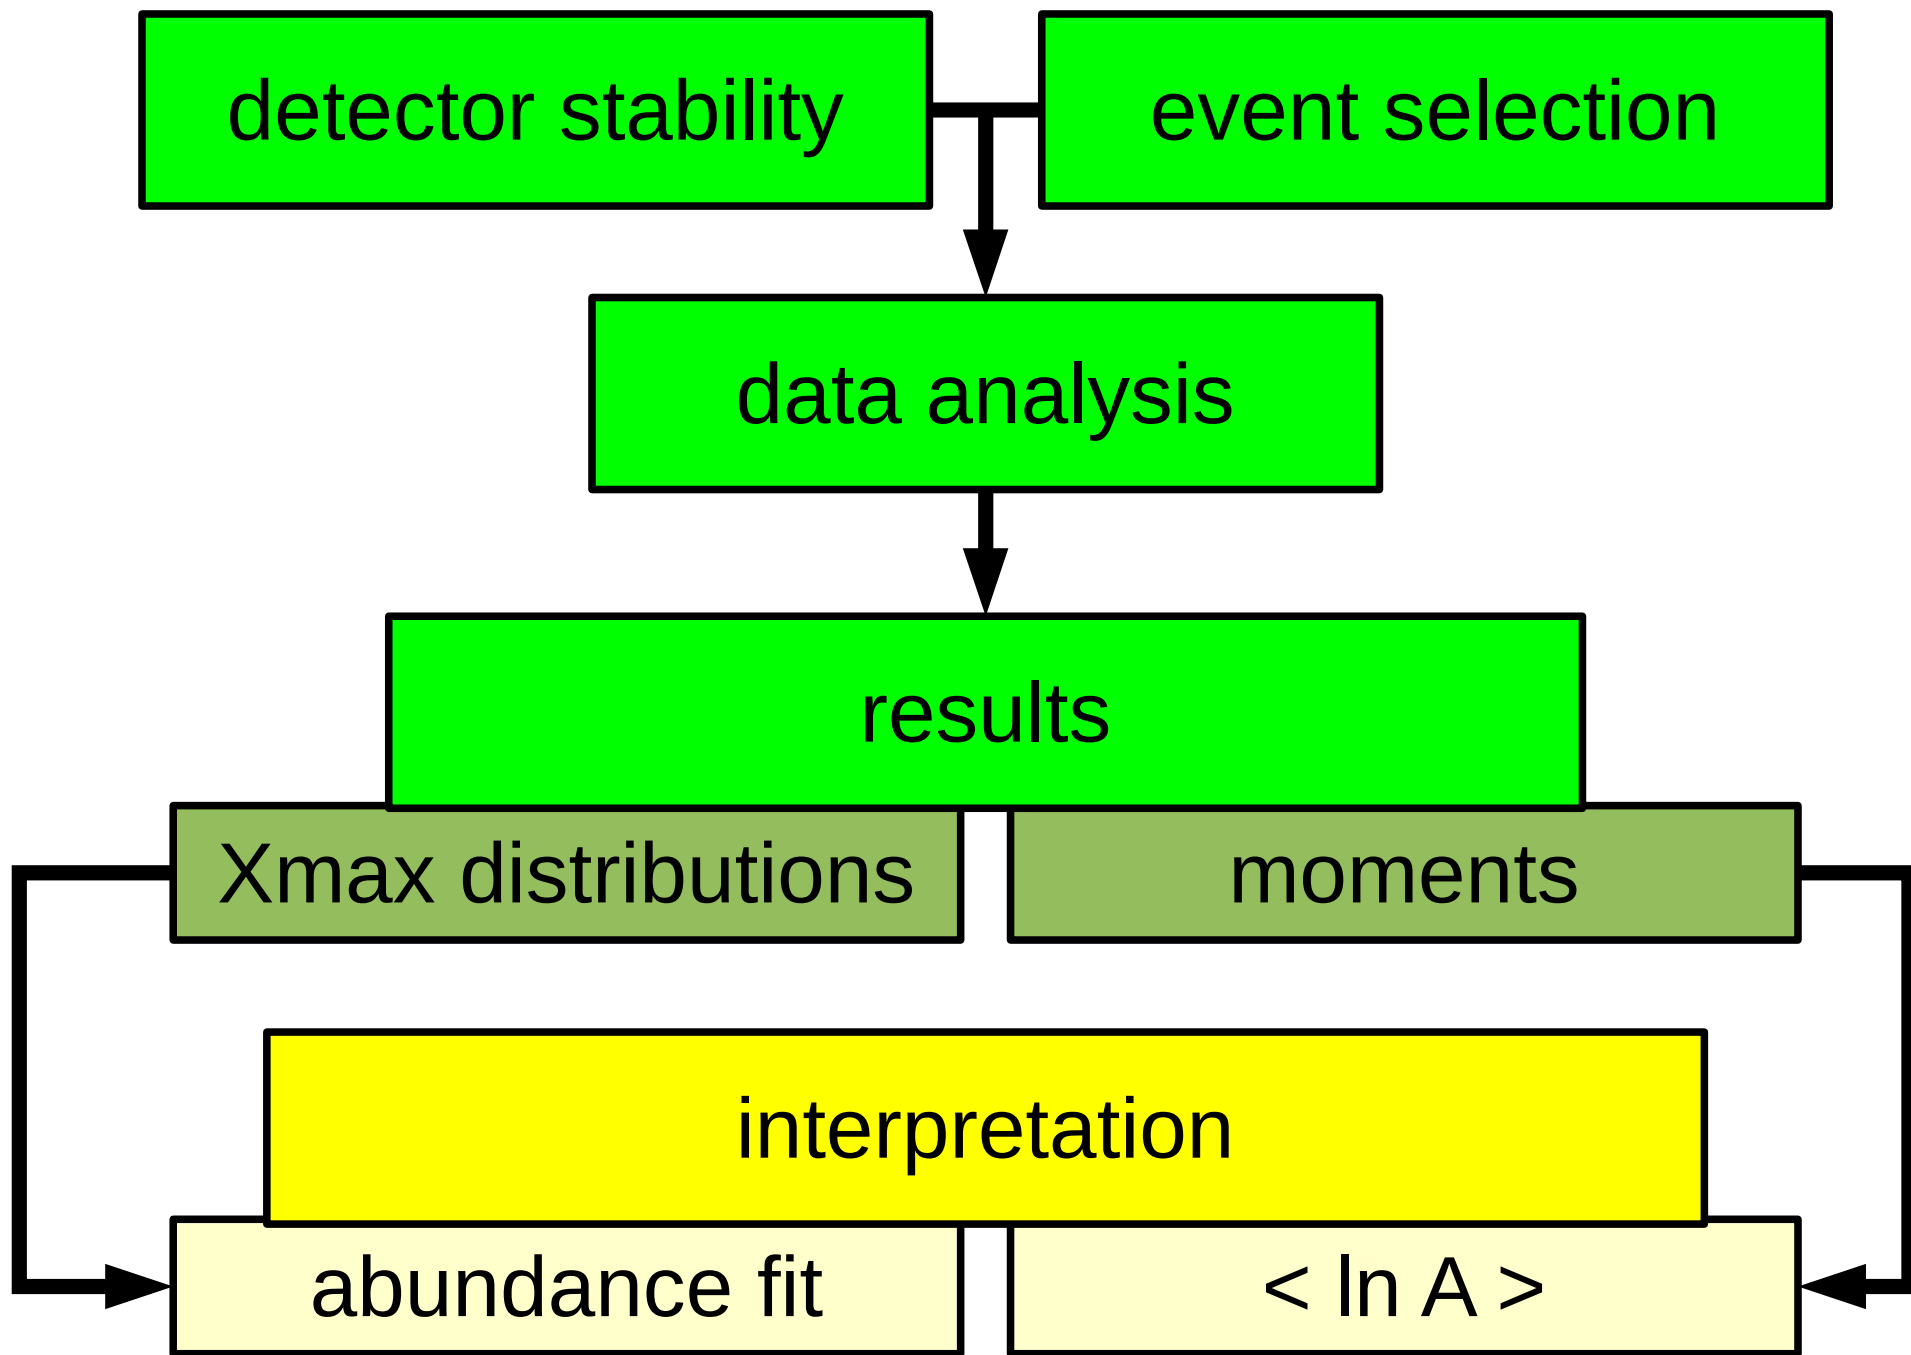 detector stability
event selection
data analysis
results
Xmax distributions
moments
interpretation
abundance fit
< ln A >